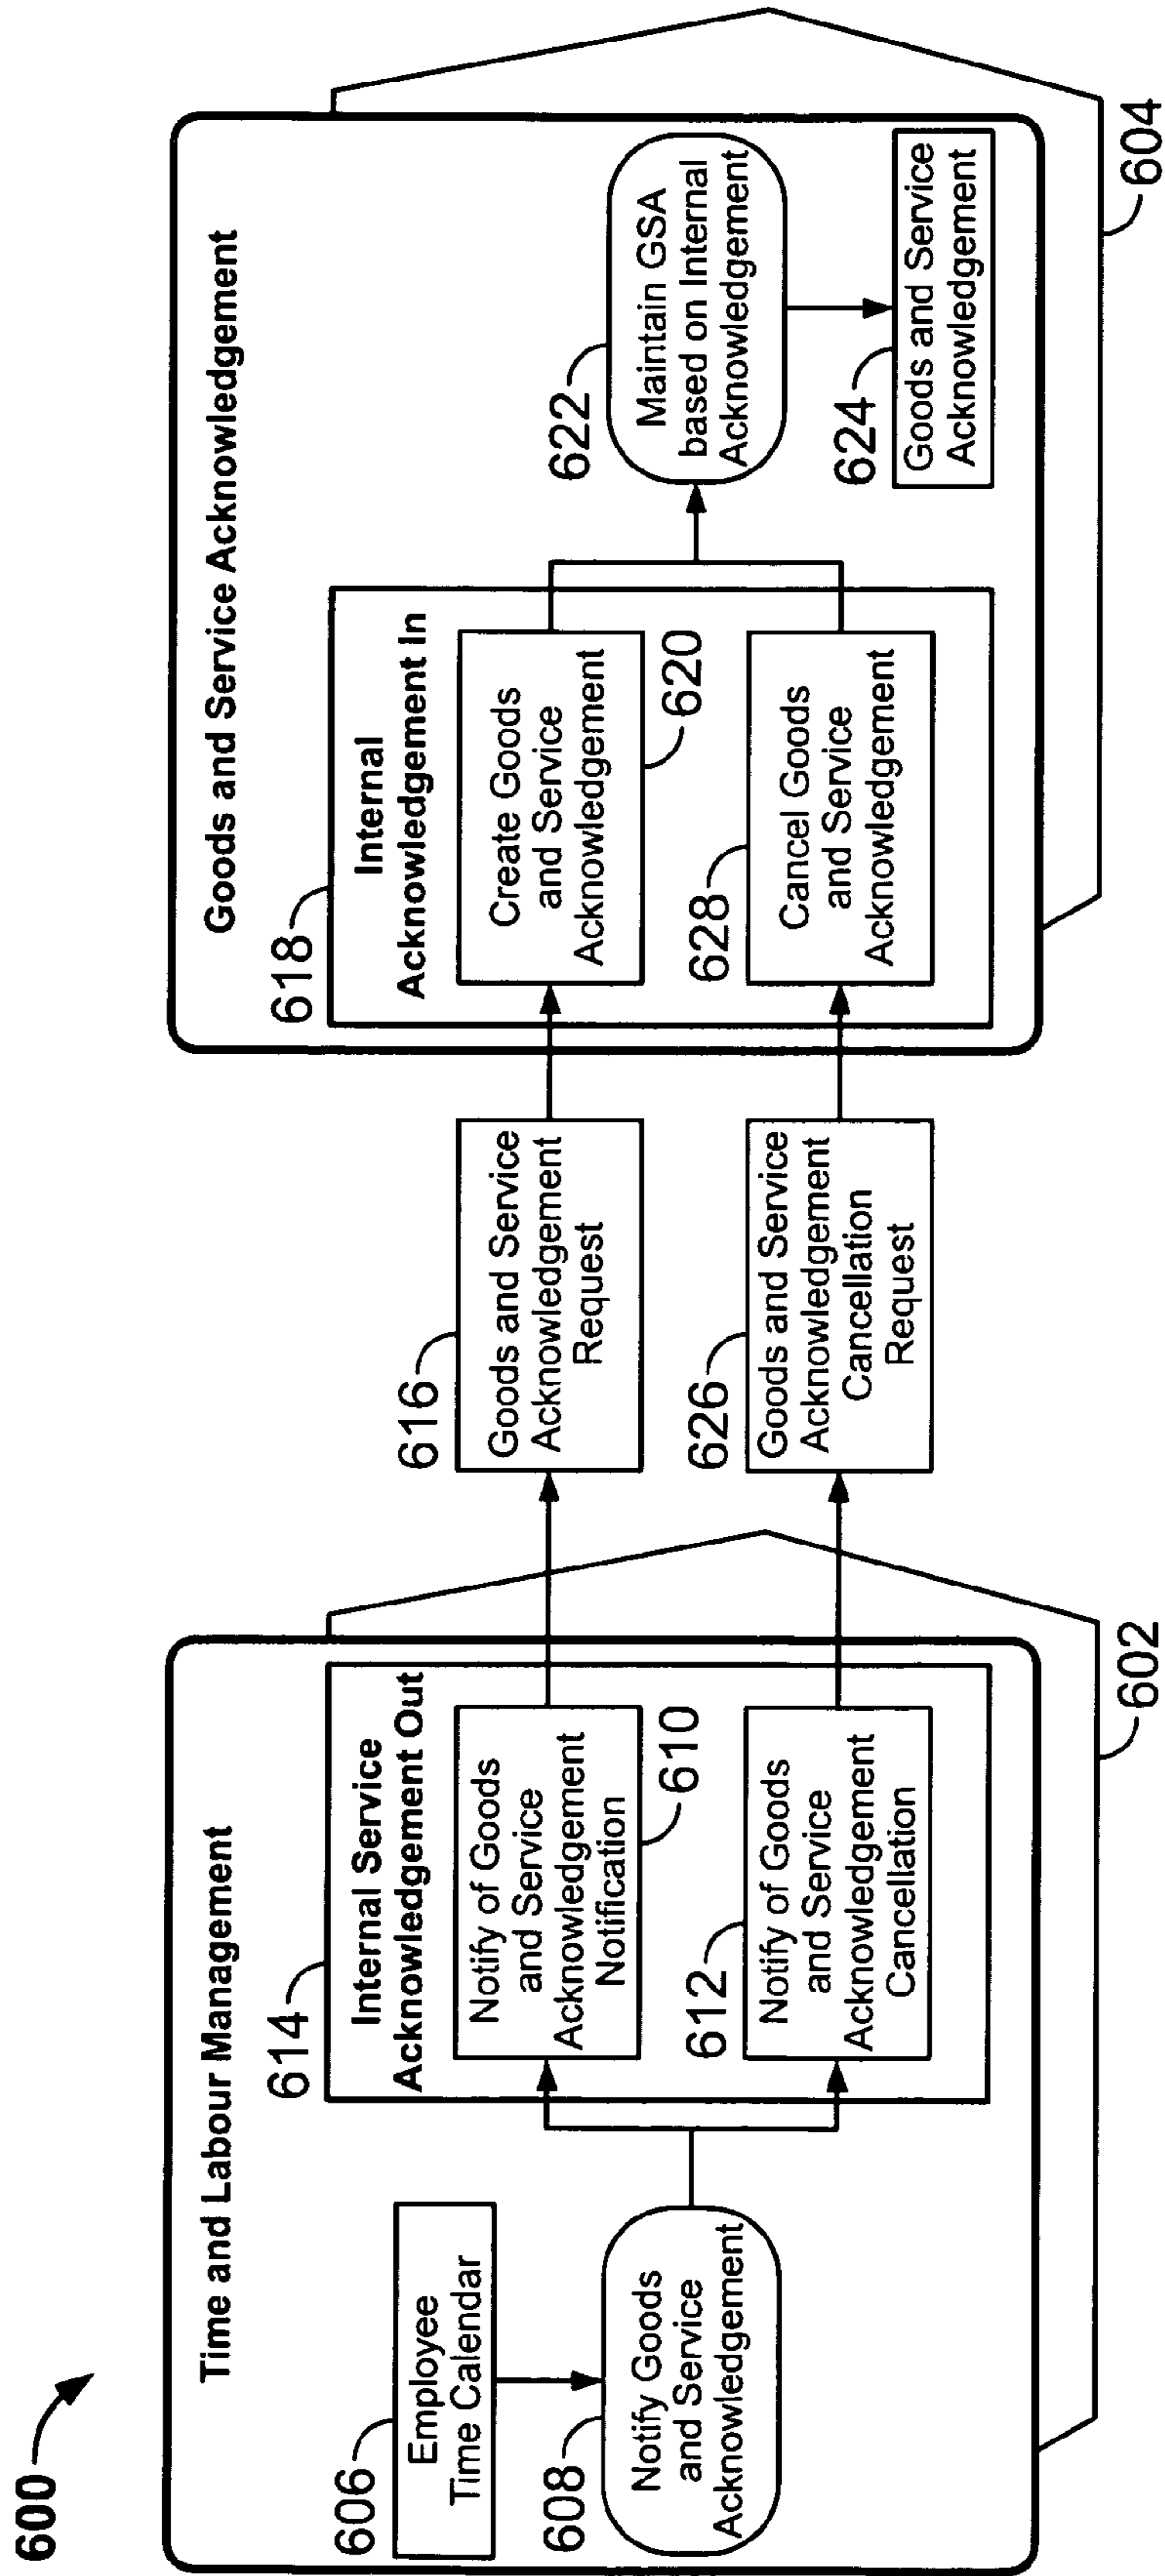 600
Time and Labour Management
606
Employee
Time Calendar
608
Notify Goods
and Service
Acknowledgement
614
Internal Service
Acknowledgement Out
Notify of Goods
and Service
Acknowledgement
Notification
610
612
Notify of Goods
and Service
Acknowledgement
Cancellation
602
616
Goods and Service
Acknowledgement
Request
626
Goods and Service
Acknowledgement
Cancellation
Request
Goods and Service Acknowledgement
618
Internal
Acknowledgement In
Create Goods
and Service
Acknowledgement
620
628
Cancel Goods
and Service
Acknowledgement
622
Maintain GSA
based on Internal
Acknowledgement
624
Goods and Service
Acknowledgement
604